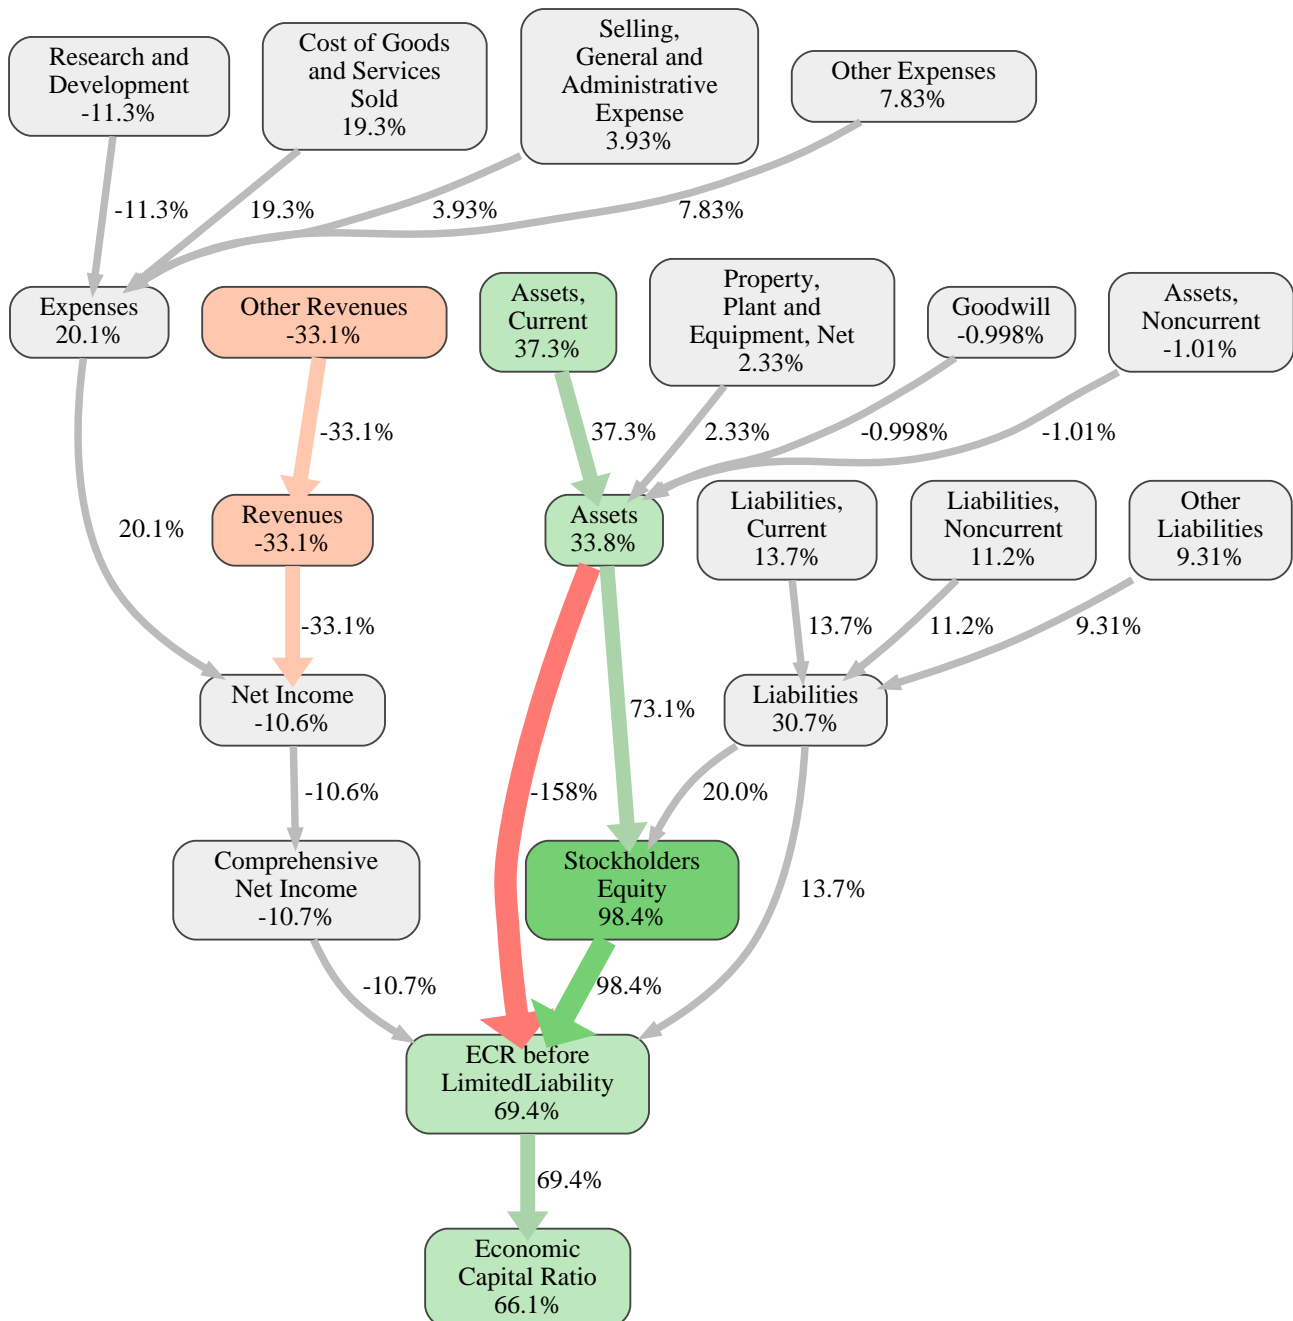 Research and
Development
-11.3%
Cost of Goods
and Services
Sold
19.3%
Selling,
General and
Administrative
Expense
3.93%
Other Expenses
7.83%
-11.3%
19.3%
3.93%
7.83%
Expenses
20.1%
Other Revenues
-33.1%
Assets,
Current
37.3%
Property,
Plant and
Equipment, Net
2.33%
Goodwill
-0.998%
Assets,
Noncurrent
-1.01%
-33.1%
37.3%
2.33%
-0.998%
-1.01%
20.1%
Revenues
-33.1%
Assets
33.8%
Liabilities,
Current
13.7%
Liabilities,
Noncurrent
11.2%
Other
Liabilities
9.31%
-33.1%
13.7%
11.2%
9.31%
Net Income
-10.6%
73.1%
Liabilities
30.7%
-10.6%
-158%
20.0%
Comprehensive
Net Income
-10.7%
Stockholders
Equity
98.4%
13.7%
-10.7%
98.4%
ECR before
LimitedLiability
69.4%
69.4%
Economic
Capital Ratio
66.1%